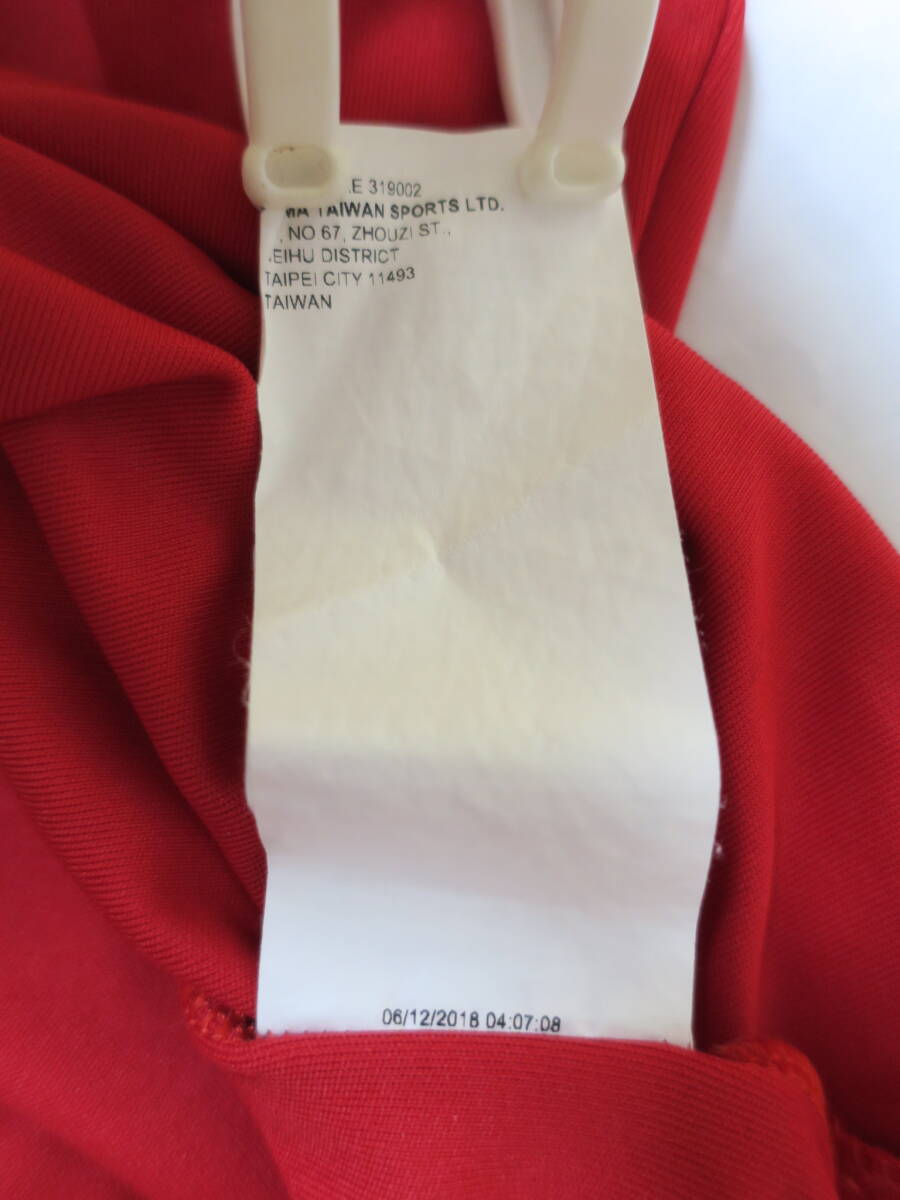 .E 319002
MA TAIWAN SPORTS LTD.
, NO 67, ZHOUZI ST.,
EIHU DISTRICT
TAIPEI CITY 11493
TAIWAN
06/12/2018 04:07:08